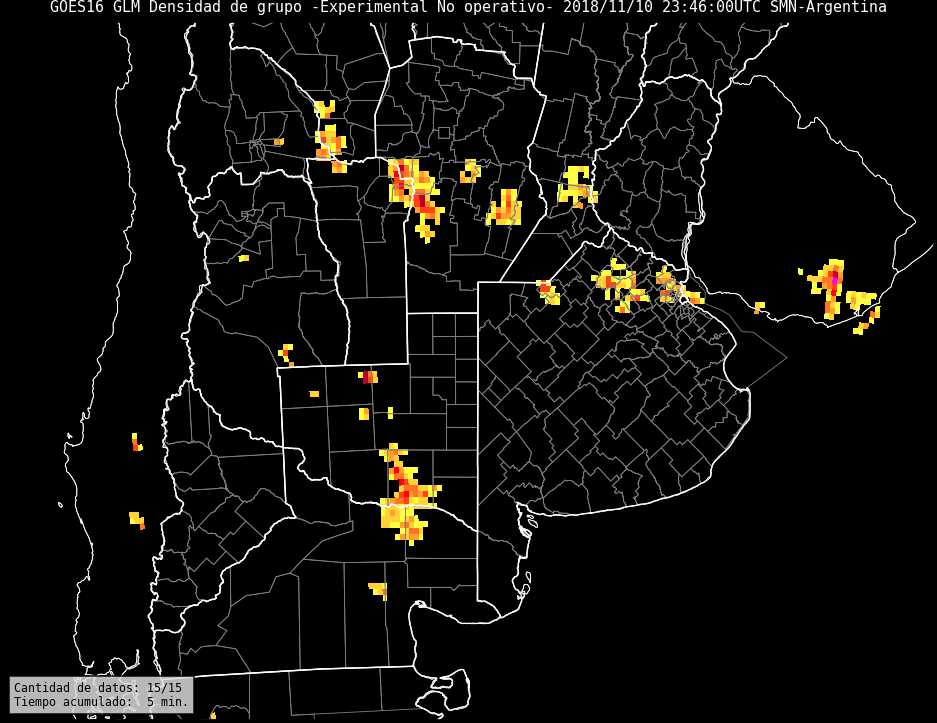 GOES16 GLM Densidad de grupo -Experimental No operativo- 2018/11/10 23:46:00UTC SMN-Argentina
Cantidad de datos: 15/15
Tiempo acumulado:  5 min.